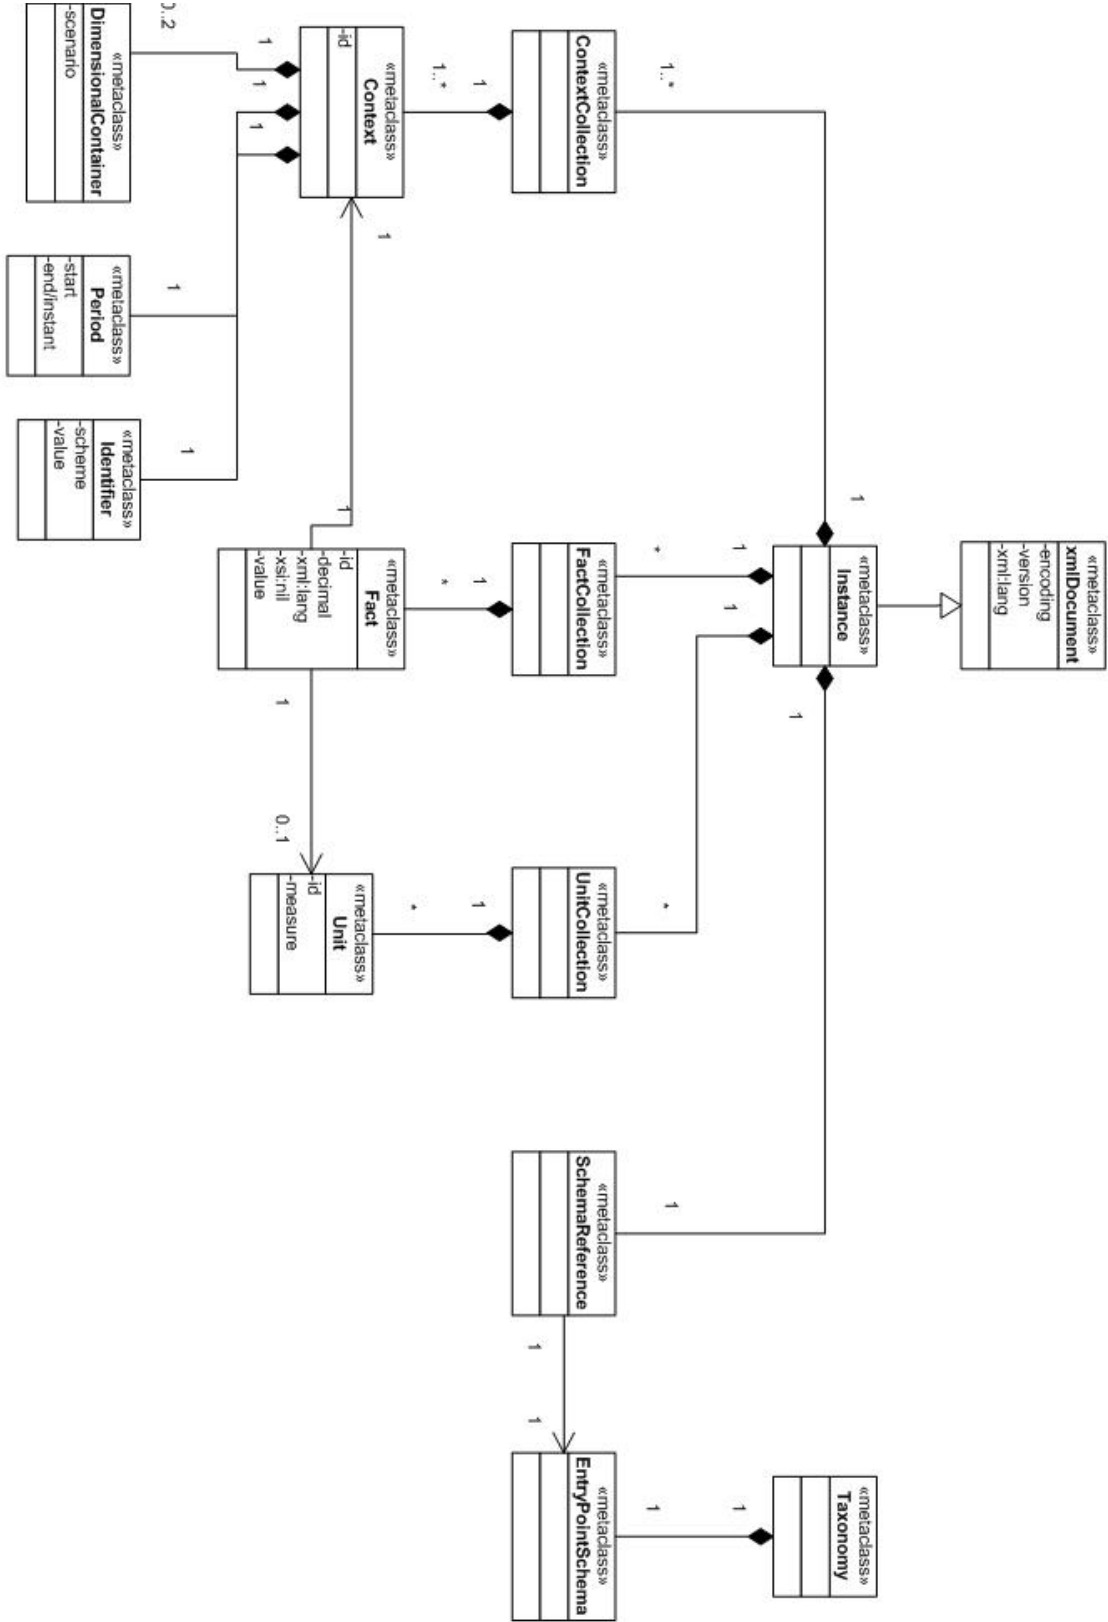 «metaclass»
xmlDocument
-encoding
-version
-xml:lang
«metaclass»
Instance
«metaclass»
Taxonomy
1
1
1
1
1
1..*
*
*
1
1
«metaclass»
ContextCollection
«metaclass»
FactCollection
«metaclass»
UnitCollection
«metaclass»
SchemaReference
«metaclass»
EntryPointSchema
1
1
1
1
1
1..*
*
*
«metaclass»
Context
-id
1
1
«metaclass»
Fact
-id
-decimal
-xml:lang
-xsi:nil
-value
1
0..1
«metaclass»
Unit
-id
-measure
1
1
1
0..2
1
1
«metaclass»
DimensionalContainer
-scenario
«metaclass»
Period
-start
-end/instant
«metaclass»
Identifier
-scheme
-value